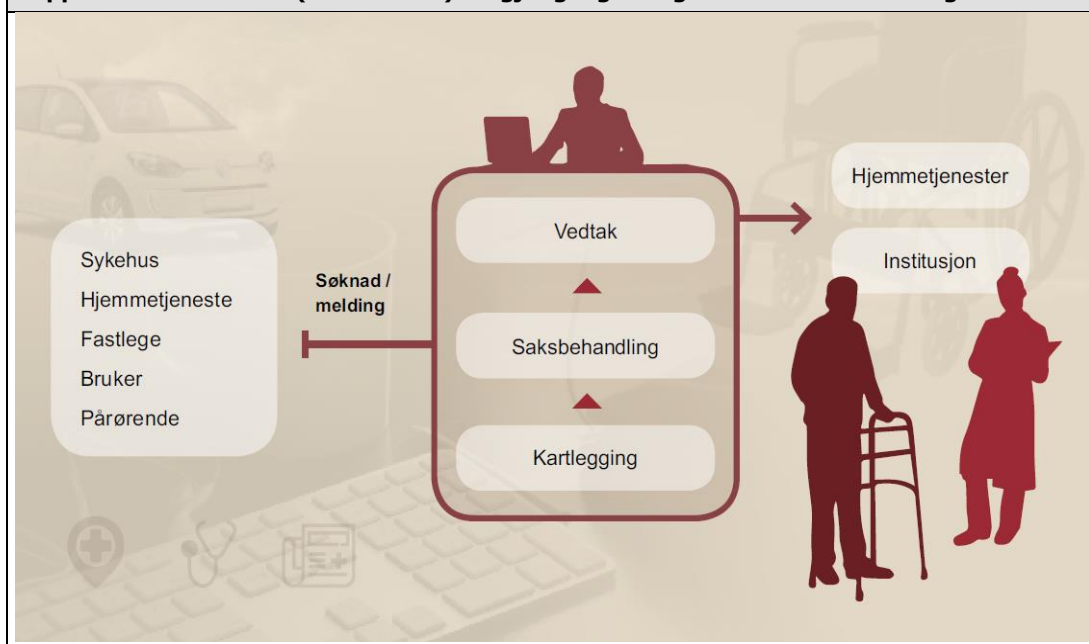 Sykehus
Hjemmetjeneste
Fastlege
Bruker
Pårørende
Søknad /
melding
Vedtak
Saksbehandling
Kartlegging
Hjemmetjenester
Institusjon